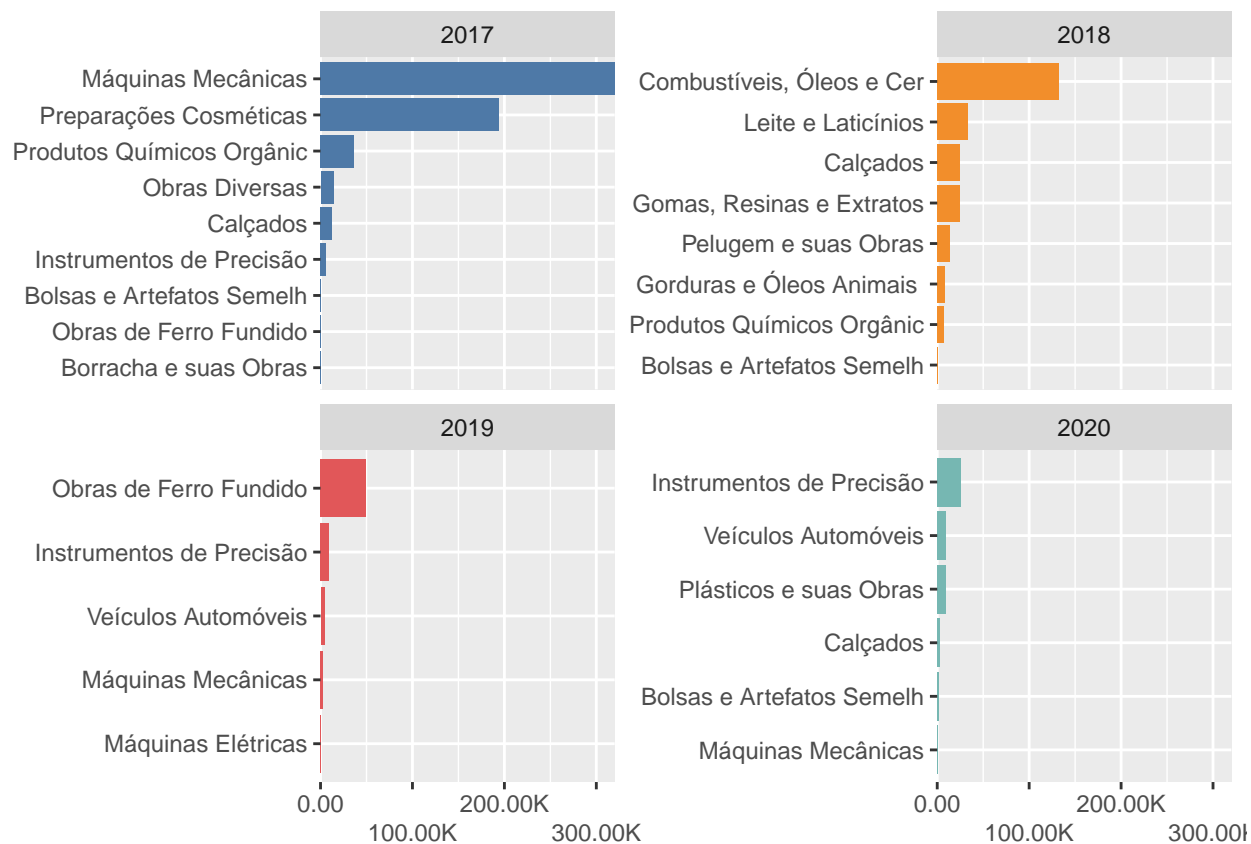 2017
Máquinas Mecânicas
Preparações Cosméticas
Produtos Químicos Orgânic
Obras Diversas
Calçados
Instrumentos de Precisão
Bolsas e Artefatos Semelh
Obras de Ferro Fundido
Borracha e suas Obras
2018
Combustíveis, Óleos e Cer
Leite e Laticínios
Calçados
Gomas, Resinas e Extratos
Pelugem e suas Obras
Gorduras e Óleos Animais
Produtos Químicos Orgânic
Bolsas e Artefatos Semelh
2019
Obras de Ferro Fundido
Instrumentos de Precisão
Veículos Automóveis
Máquinas Mecânicas
Máquinas Elétricas
0.00 200.00K
100.00K 300.00K
2020
Instrumentos de Precisão
Veículos Automóveis
Plásticos e suas Obras
Calçados
Bolsas e Artefatos Semelh
Máquinas Mecânicas
0.00 200.00K
100.00K 300.00K